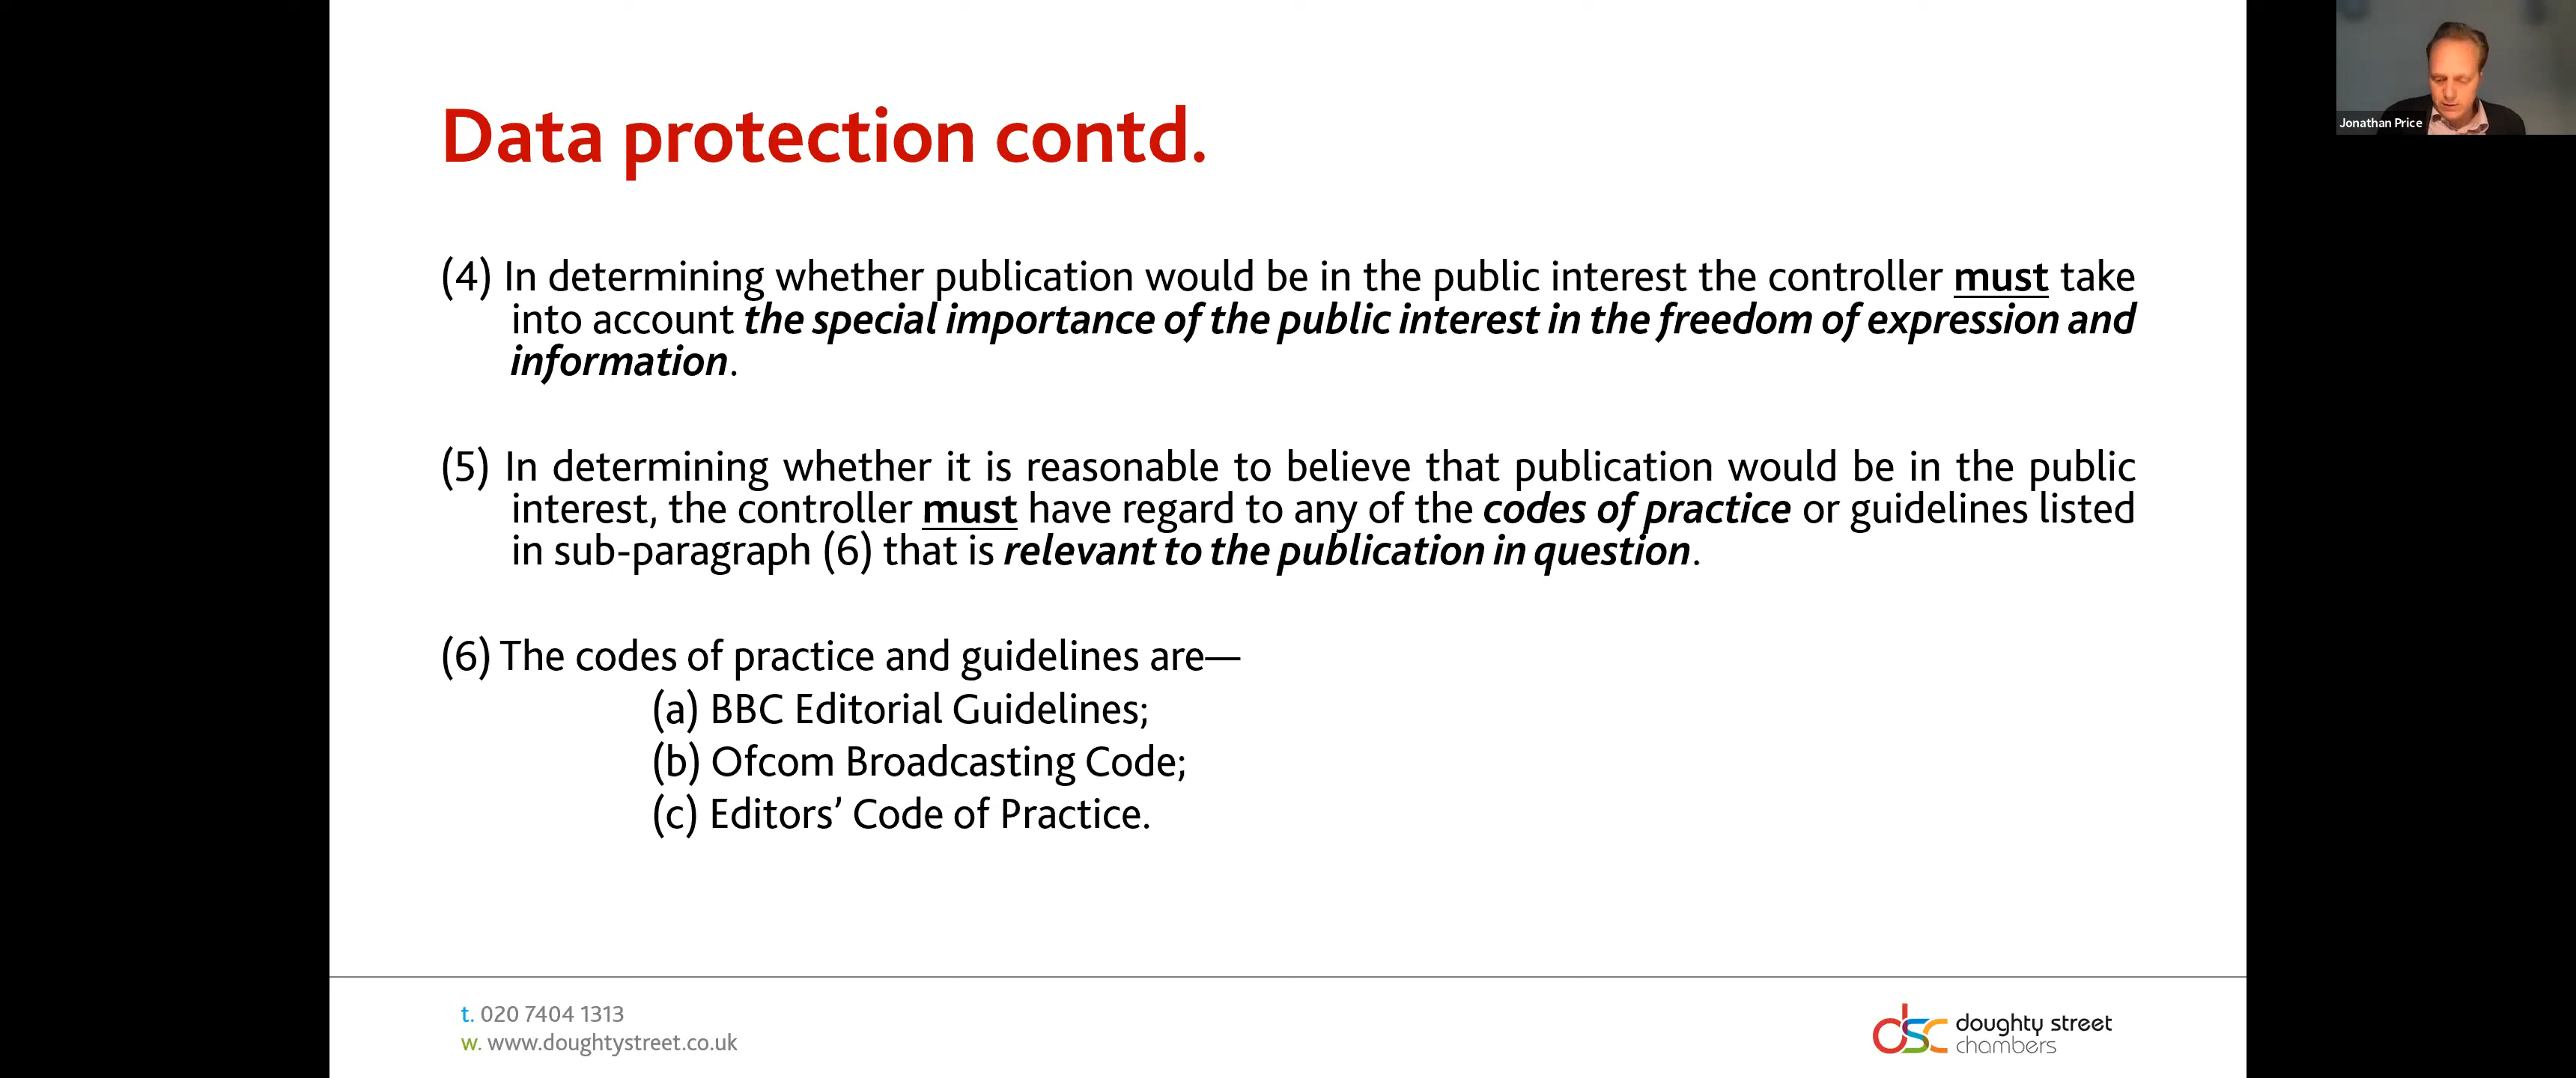 Data protection contd.
Jonathan Price
(4) In determining whether publication would be in the public interest the controller must take
into account the special importance of the public interest in the freedom of expression and
information.
(5) In determining whether it is reasonable to believe that publication would be in the public
interest, the controller must have regard to any of the codes of practice or guidelines listed
in sub-paragraph (6) that is relevant to the publication in question.
(6) The codes of practice and guidelines are—
(a) BBC Editorial Guidelines;
(b) Ofcom Broadcasting Code;
(c) Editors’ Code of Practice.
t. 020 7404 1313
w. www.doughtystreet.co.uk
dsc doughty street
chambers